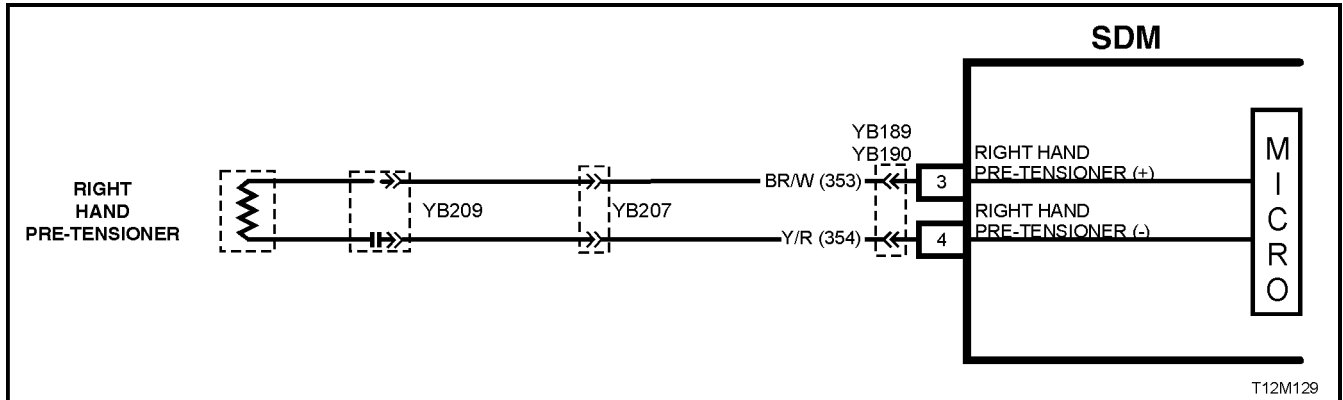 SDM
YB189
YB190
RIGHT HAND
PRE-TENSIONER (+)
RIGHT
HAND
PRE-TENSIONER
BR/W (353)
3
YB209
YB207
RIGHT HAND
PRE-TENSIONER (-)
Y/R (354)
4
M
I
C
R
O
T12M129